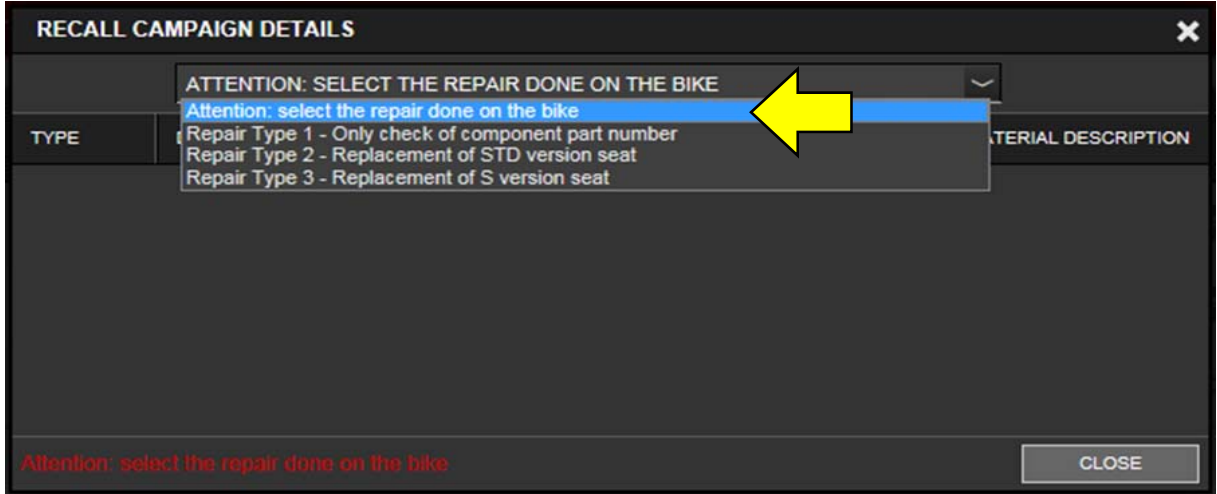 RECALL CAMPAIGN DETAILS
ATTENTION: SELECT THE REPAIR DONE ON THE BIKE
Attention: select the repair done on the bike
Repair Type 1 - Only check of component part number
Repair Type 2 - Replacement of STD version seat
Repair Type 3 - Replacement of S version seat
TYPE
TERIAL DESCRIPTION
Attention: select the repair done on the bike
CLOSE